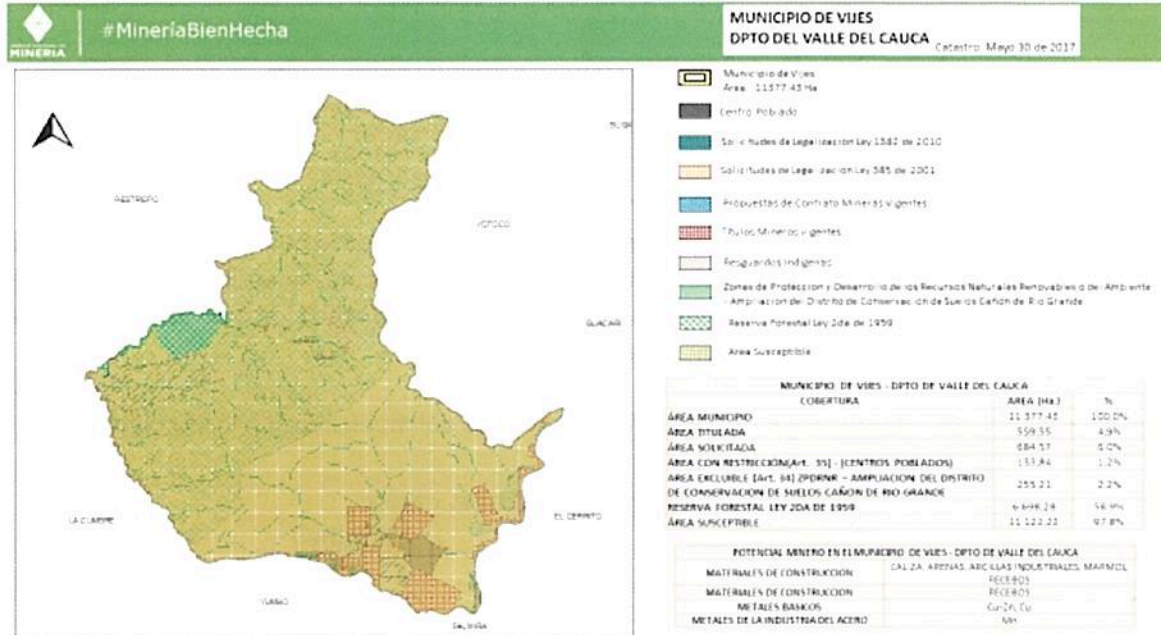 MINERÍA
#MineríaBienHecha
MUNICIPIO DE VIJES
DPTO DEL VALLE DEL CAUCA
Catastro: Mayo 30 de 2017
RESTREPO
YOTOCO
GUACARI
LA CUMBRE
EL CERRITO
YUMBO
PALMIRA
Municipio de Vijes
Area 11377.43 Ha
Centro Poblado
Solicitudes de Legalización Ley 1382 de 2010
Solicitudes de Legalización Ley 685 de 2001
Propuestas de Contrato Mineras vigentes
Títulos Mineros vigentes
Resguardos Indígenas
Zonas de Protección y Desarrollo de los Recursos Naturales Renovables o del Ambiente
- Ampliación del Distrito de Conservación de Suelos Cañón de Río Grande
Reserva Forestal Ley 2da de 1959
Area Susceptible
MUNICIPIO DE VIJES - DPTO DE VALLE DEL CAUCA
COBERTURA AREA (Ha.) %
ÁREA MUNICIPIO 11.377,43 100.0%
ÁREA TITULADA 559,55 4.9%
ÁREA SOLICITADA 684,57 6.0%
ÁREA CON RESTRICCIÓN(Art. 35) - (CENTROS POBLADOS) 133,84 1.2%
ÁREA EXCLUIBLE (Art. 34) ZPDRNR - AMPLIACION DEL DISTRITO
DE CONSERVACION DE SUELOS CAÑON DE RIO GRANDE 255,21 2.2%
RESERVA FORESTAL LEY 2DA DE 1959 6.698,29 58.9%
ÁREA SUSCEPTIBLE 11.122,22 97.8%
POTENCIAL MINERO EN EL MUNICIPIO DE VIJES - DPTO DE VALLE DEL CAUCA
MATERIALES DE CONSTRUCCION CALIZA, ARENAS, ARCILLAS INDUSTRIALES, MARMOL,
RECEBOS
MATERIALES DE CONSTRUCCION RECEBOS
METALES BASICOS Cu-Zn, Cu
METALES DE LA INDUSTRIA DEL ACERO Mn